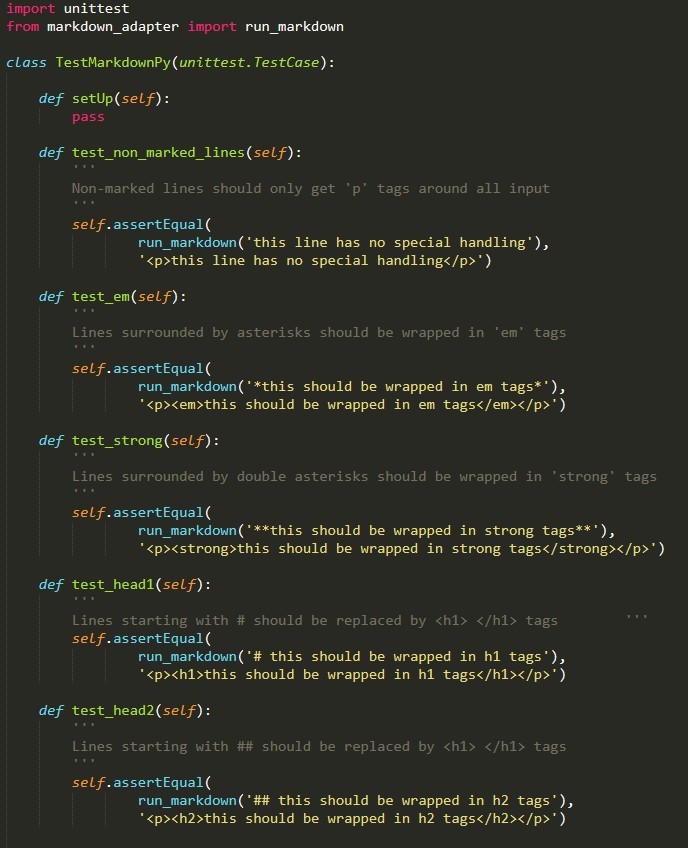 import unittest
from markdown_adapter import run_markdown
class TestMarkdownPy(unittest.TestCase):
def setUp(self):
pass
def test_non_marked_lines(self):
'''
Non-marked lines should only get 'p' tags around all input
'''
self.assertEqual(
run_markdown('this line has no special handling'),
'<p>this line has no special handling</p>')
def test_em(self):
'''
Lines surrounded by asterisks should be wrapped in 'em' tags
'''
self.assertEqual(
run_markdown('*this should be wrapped in em tags*'),
'<p><em>this should be wrapped in em tags</em></p>')
def test_strong(self):
'''
Lines surrounded by double asterisks should be wrapped in 'strong' tags
'''
self.assertEqual(
run_markdown('**this should be wrapped in strong tags**'),
'<p><strong>this should be wrapped in strong tags</strong></p>')
def test_head1(self):
'''
Lines starting with # should be replaced by <h1> </h1> tags '''
self.assertEqual(
run_markdown('# this should be wrapped in h1 tags'),
'<p><h1>this should be wrapped in h1 tags</h1></p>')
def test_head2(self):
'''
Lines starting with ## should be replaced by <h1> </h1> tags
'''
self.assertEqual(
run_markdown('## this should be wrapped in h2 tags'),
'<p><h2>this should be wrapped in h2 tags</h2></p>')